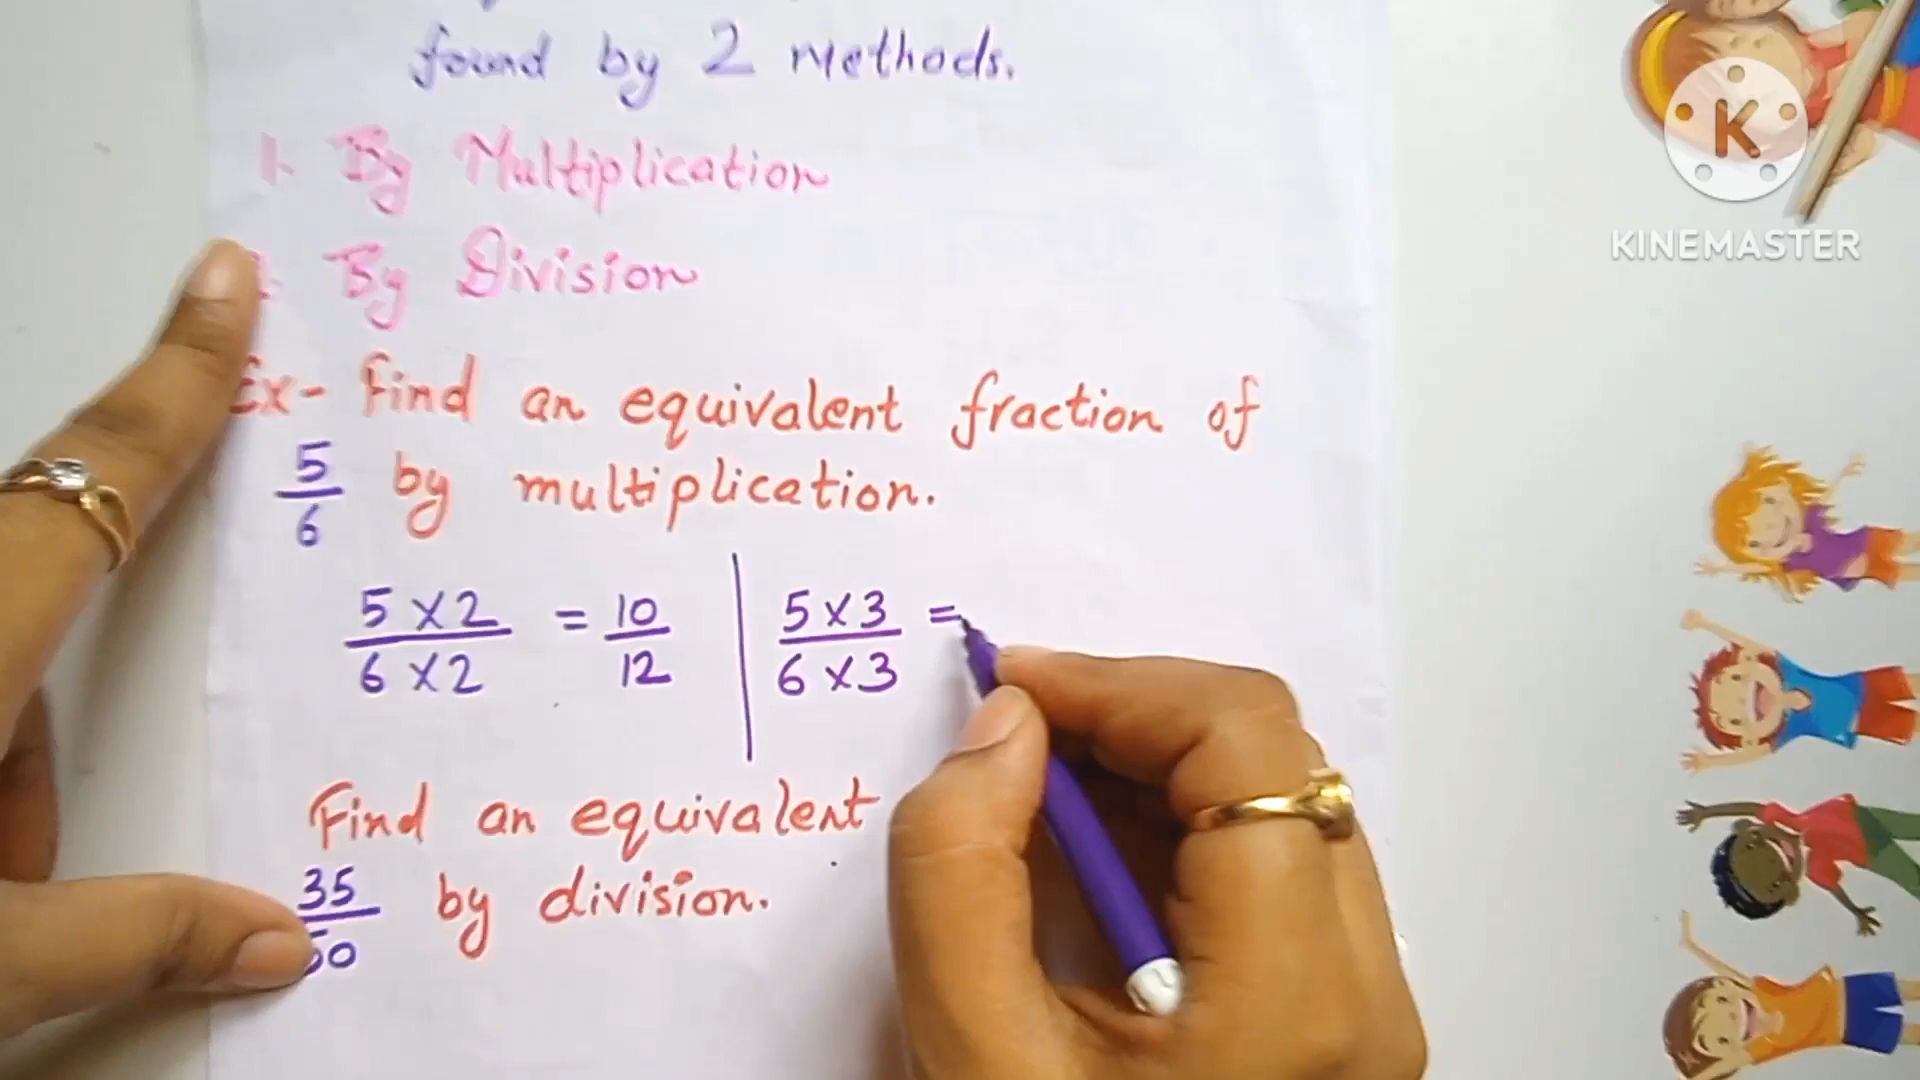 found by 2 Methods.
1. By Multiplication
By Division
Ex- Find an equivalent fraction of
5/6 by multiplication.
5 x 2 / 6 x 2 = 10/12 | 5 x 3 / 6 x 3 =
Find an equivalent
35/50 by division.
K
KINEMASTER